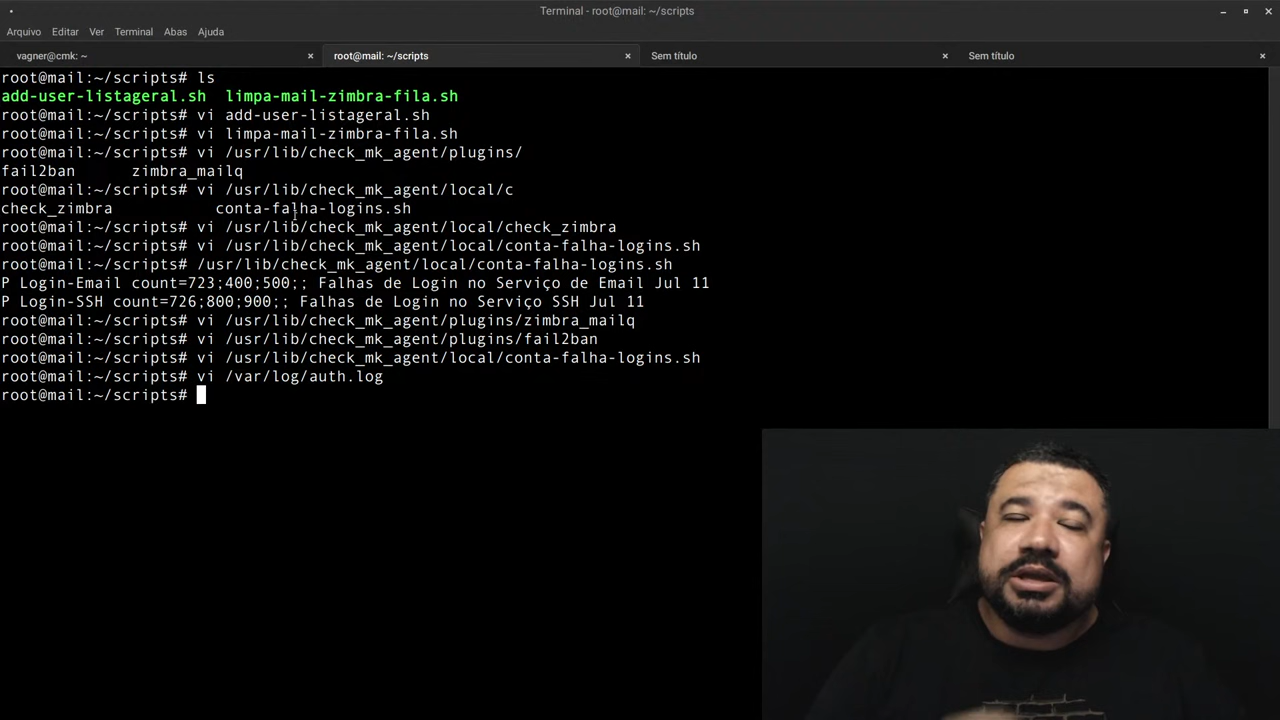 Terminal - root@mail: ~/scripts
Arquivo Editar Ver Terminal Abas Ajuda
vagner@cmk: ~ root@mail: ~/scripts Sem título Sem título
root@mail:~/scripts# ls
add-user-listageral.sh limpa-mail-zimbra-fila.sh
root@mail:~/scripts# vi add-user-listageral.sh
root@mail:~/scripts# vi limpa-mail-zimbra-fila.sh
root@mail:~/scripts# vi /usr/lib/check_mk_agent/plugins/
fail2ban zimbra_mailq
root@mail:~/scripts# vi /usr/lib/check_mk_agent/local/c
check_zimbra conta-falha-logins.sh
root@mail:~/scripts# vi /usr/lib/check_mk_agent/local/check_zimbra
root@mail:~/scripts# vi /usr/lib/check_mk_agent/local/conta-falha-logins.sh
root@mail:~/scripts# /usr/lib/check_mk_agent/local/conta-falha-logins.sh
P Login-Email count=723;400;500;; Falhas de Login no Serviço de Email Jul 11
P Login-SSH count=726;800;900;; Falhas de Login no Serviço SSH Jul 11
root@mail:~/scripts# vi /usr/lib/check_mk_agent/plugins/zimbra_mailq
root@mail:~/scripts# vi /usr/lib/check_mk_agent/plugins/fail2ban
root@mail:~/scripts# vi /usr/lib/check_mk_agent/local/conta-falha-logins.sh
root@mail:~/scripts# vi /var/log/auth.log
root@mail:~/scripts#